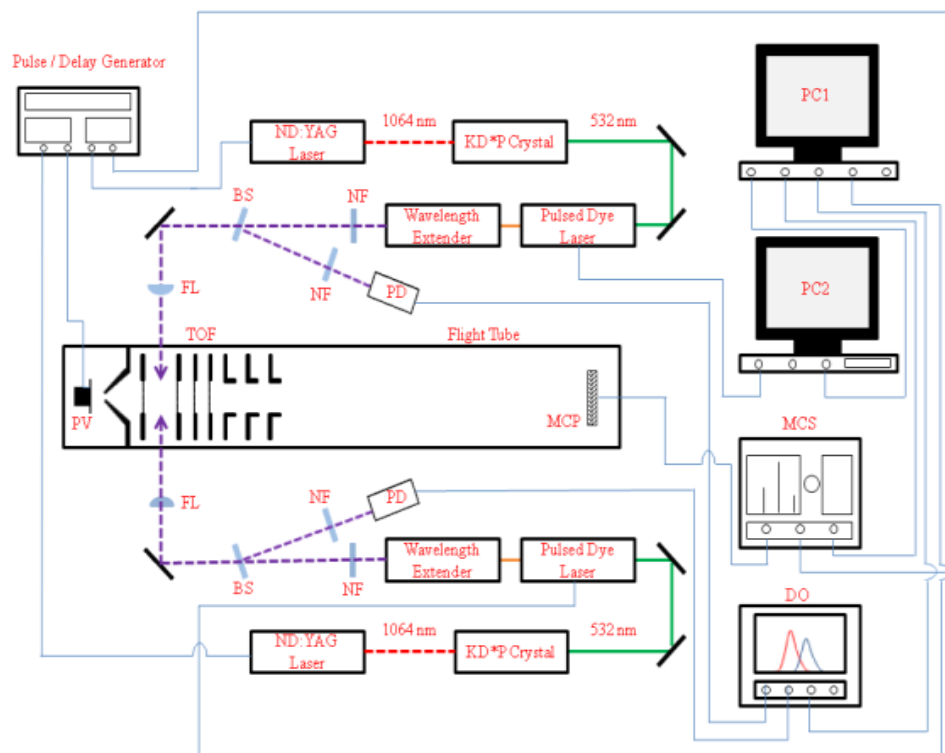 Pulse / Delay Generator
ND:YAG
Laser
1064 nm
KD*P Crystal
532 nm
PC1
BS
NF
Wavelength
Extender
Pulsed Dye
Laser
NF
PD
FL
PC2
TOF
Flight Tube
PV
MCP
MCS
FL
NF
PD
BS
NF
Wavelength
Extender
Pulsed Dye
Laser
DO
ND:YAG
Laser
1064 nm
KD*P Crystal
532 nm